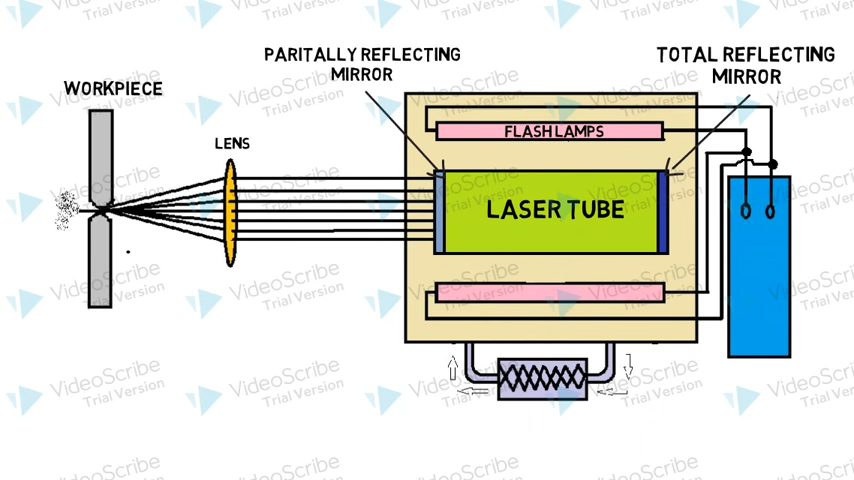 PARITALLY REFLECTING
MIRROR
TOTAL REFLECTING
MIRROR
WORKPIECE
LENS
FLASH LAMPS
LASER TUBE
VideoScribe
Trial Version